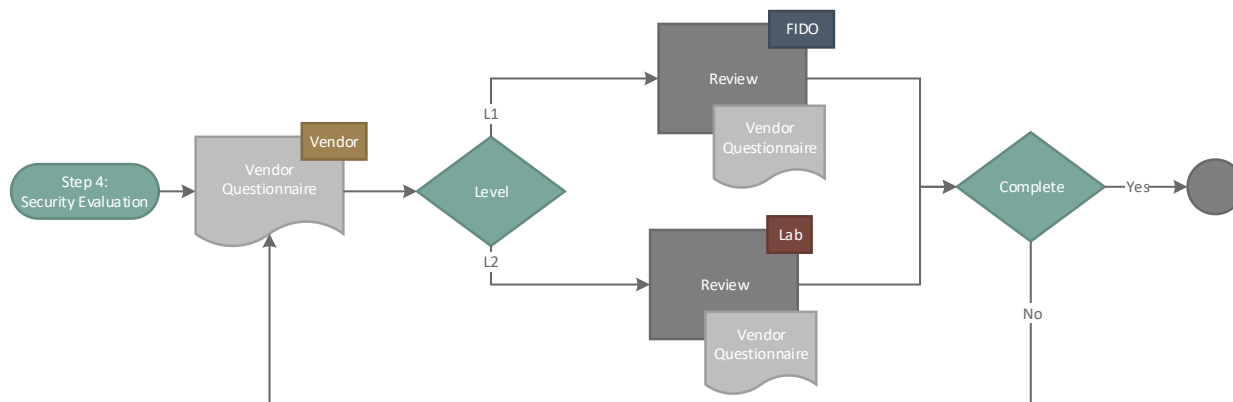 Step 4:
Security Evaluation
Vendor
Vendor
Questionnaire
Level
L1
L2
FIDO
Review
Vendor
Questionnaire
Lab
Review
Vendor
Questionnaire
Complete
Yes
No